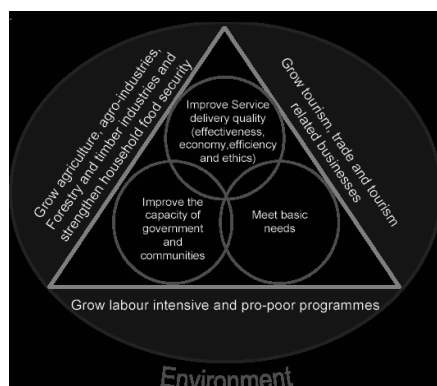 Grow agriculture, agro-industries,
Forestry and timber industries and
strengthen household food security
Grow tourism, trade and tourism
related businesses
Improve Service
delivery quality
(effectiveness,
economy,efficiency
and ethics)
Improve the
capacity of
government
and
communities
Meet basic
needs
Grow labour intensive and pro-poor programmes
Environment